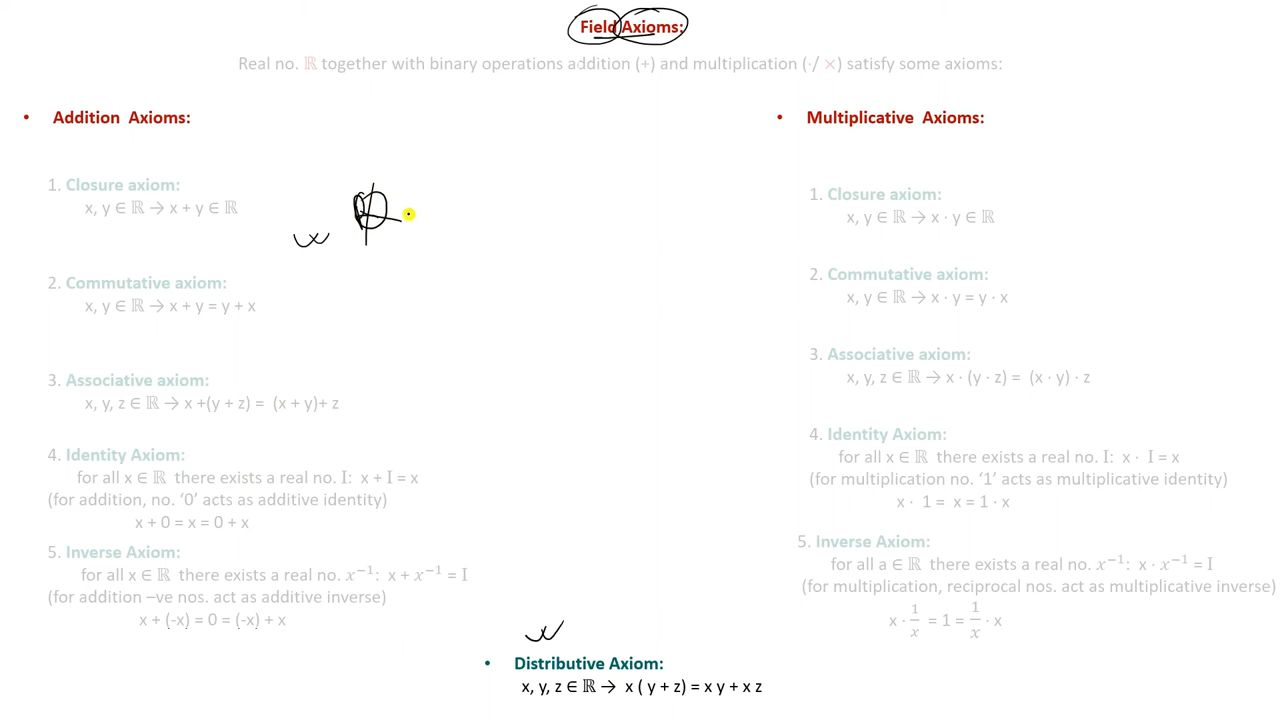 Field Axioms:
Real no. ℝ together with binary operations addition (+) and multiplication (·/ ×) satisfy some axioms:
• Addition Axioms:
1. Closure axiom:
x, y ∈ ℝ → x + y ∈ ℝ
2. Commutative axiom:
x, y ∈ ℝ → x + y = y + x
3. Associative axiom:
x, y, z ∈ ℝ → x +(y + z) = (x + y)+ z
4. Identity Axiom:
for all x ∈ ℝ there exists a real no. I: x + I = x
(for addition, no. ‘0’ acts as additive identity)
x + 0 = x = 0 + x
5. Inverse Axiom:
for all x ∈ ℝ there exists a real no. x⁻¹: x + x⁻¹ = I
(for addition –ve nos. act as additive inverse)
x + (-x) = 0 = (-x) + x
• Multiplicative Axioms:
1. Closure axiom:
x, y ∈ ℝ → x · y ∈ ℝ
2. Commutative axiom:
x, y ∈ ℝ → x · y = y · x
3. Associative axiom:
x, y, z ∈ ℝ → x · (y · z) = (x · y) · z
4. Identity Axiom:
for all x ∈ ℝ there exists a real no. I: x · I = x
(for multiplication no. ‘1’ acts as multiplicative identity)
x · 1 = x = 1 · x
5. Inverse Axiom:
for all a ∈ ℝ there exists a real no. x⁻¹: x · x⁻¹ = I
(for multiplication, reciprocal nos. act as multiplicative inverse)
x · 1/x = 1 = 1/x · x
• Distributive Axiom:
x, y, z ∈ ℝ → x ( y + z) = x y + x z